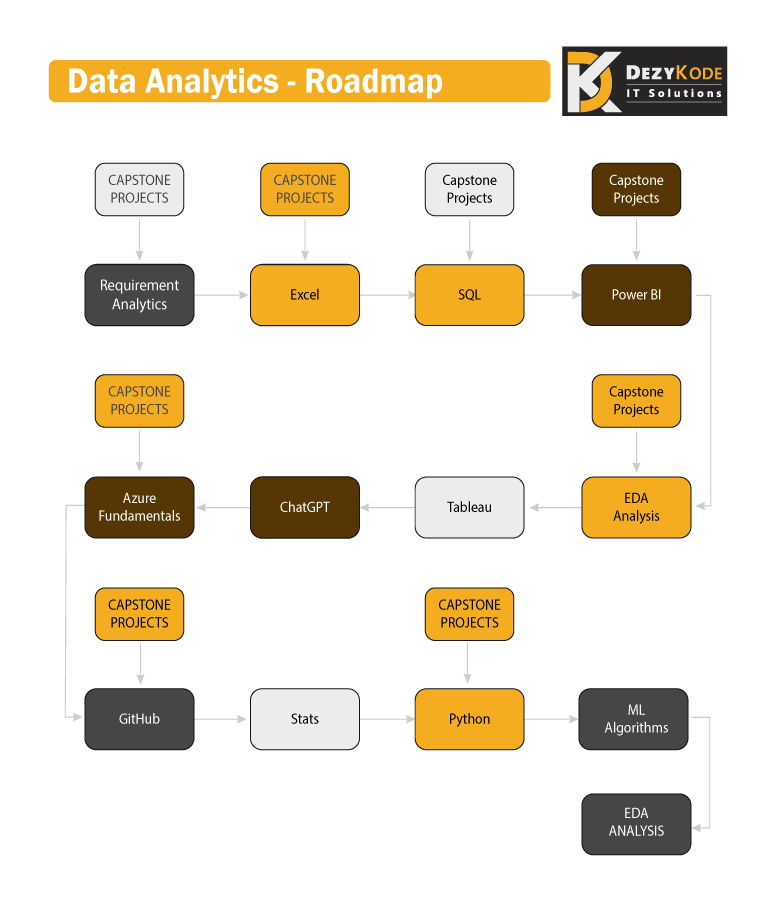 Data Analytics - Roadmap
DEZYKODE
IT Solutions
CAPSTONE
PROJECTS
CAPSTONE
PROJECTS
Capstone
Projects
Capstone
Projects
Requirement
Analytics
Excel
SQL
Power BI
CAPSTONE
PROJECTS
Capstone
Projects
Azure
Fundamentals
ChatGPT
Tableau
EDA
Analysis
CAPSTONE
PROJECTS
CAPSTONE
PROJECTS
GitHub
Stats
Python
ML
Algorithms
EDA
ANALYSIS